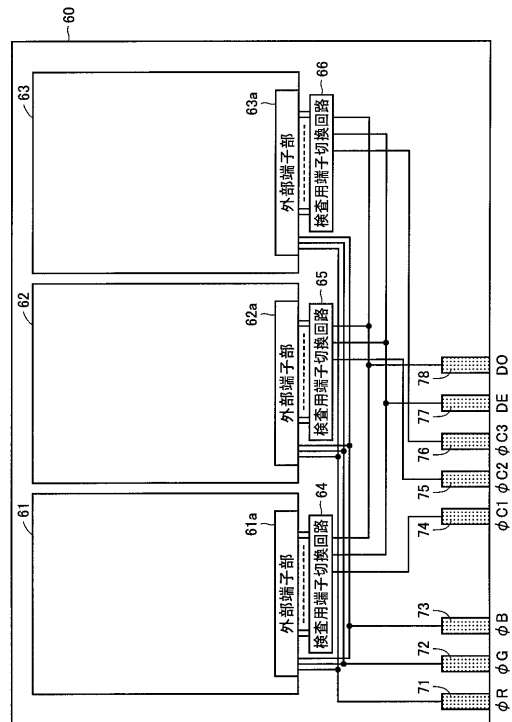 60
61
62
63
61a
62a
63a
外部端子部
外部端子部
外部端子部
64
65
66
検査用端子切換回路
検査用端子切換回路
検査用端子切換回路
71
72
73
74
75
76
77
78
φR
φG
φB
φC1
φC2
φC3
DE
DO